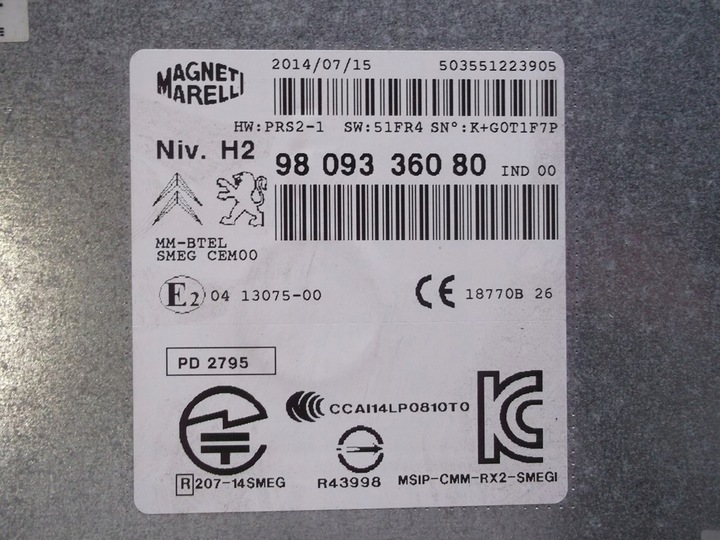 MAGNETI
MARELLI
2014/07/15 503551223905
HW:PRS2-1 SW:51FR4 SN°:K+G0T1F7P
Niv. H2
98 093 360 80 IND 00
MM-BTEL
SMEG CEM00
E2 04 13075-00
CE 18770B 26
PD 2795
CCAI14LP0810T0
R 207-14SMEG
R43998
MSIP-CMM-RX2-SMEGI